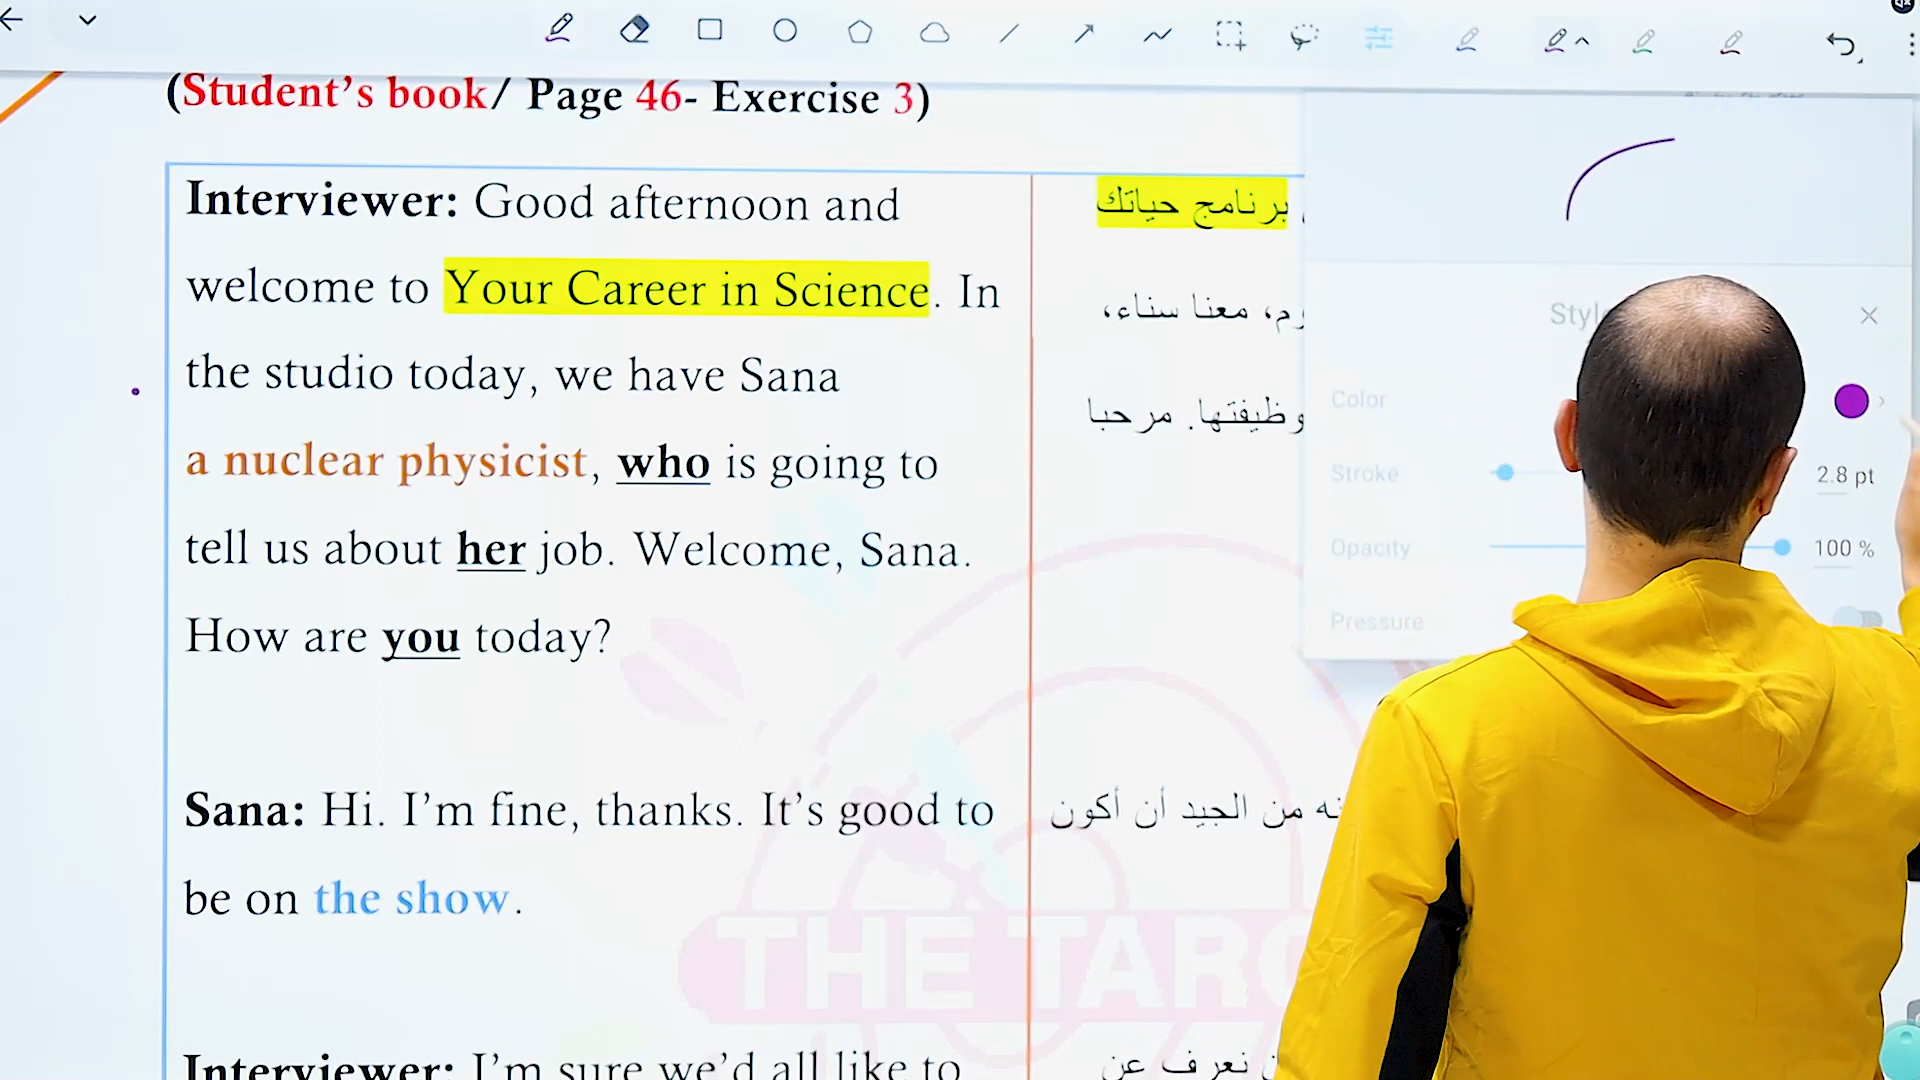 (Student's book/ Page 46- Exercise 3)
Interviewer: Good afternoon and
welcome to Your Career in Science. In
the studio today, we have Sana
a nuclear physicist, who is going to
tell us about her job. Welcome, Sana.
How are you today?
Sana: Hi. I'm fine, thanks. It's good to
be on the show.
Interviewer: I'm sure we'd all like to
برنامج حياتك
معنا سناء،
وظيفتها. مرحبا
من الجيد أن أكون
نعرف عن
Color
Stroke
2.8 pt
Opacity
100 %
Pressure
THE